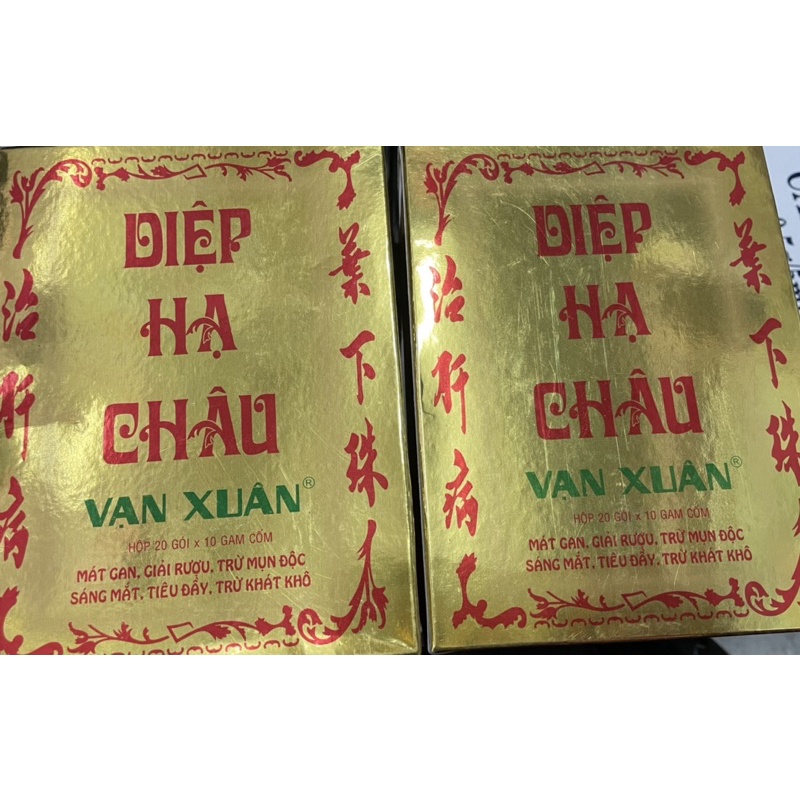 DIỆP
HẠ
CHÂU
VẠN XUÂN®
HỘP 20 GÓI x 10 GAM CỐM
MÁT GAN, GIẢI RƯỢU, TRỪ MỤN ĐỘC
SÁNG MẮT, TIÊU ĐẦY, TRỪ KHÁT KHÔ
葉下珠
治肝病
DIỆP
HẠ
CHÂU
VẠN XUÂN®
HỘP 20 GÓI x 10 GAM CỐM
MÁT GAN, GIẢI RƯỢU, TRỪ MỤN ĐỘC
SÁNG MẮT, TIÊU ĐẦY, TRỪ KHÁT KHÔ
葉下珠
治肝病